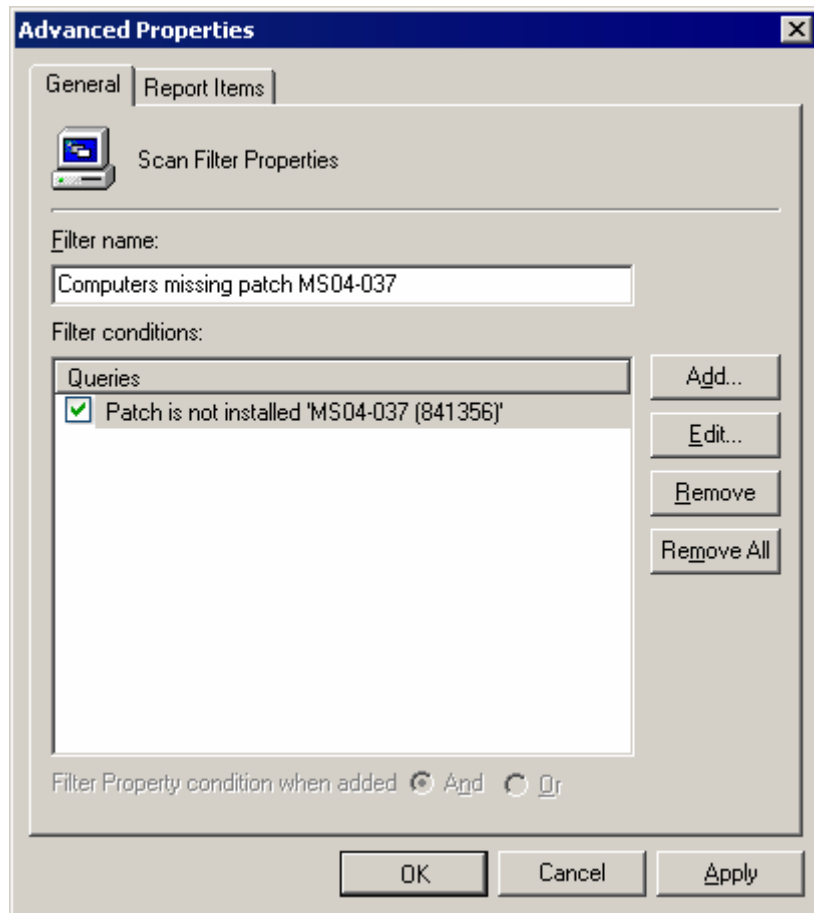 Advanced Properties
General
Report Items
Scan Filter Properties
Filter name:
Computers missing patch MS04-037
Filter conditions:
Queries
Patch is not installed 'MS04-037 (841356)'
Add...
Edit...
Remove
Remove All
Filter Property condition when added And Or
OK Cancel Apply